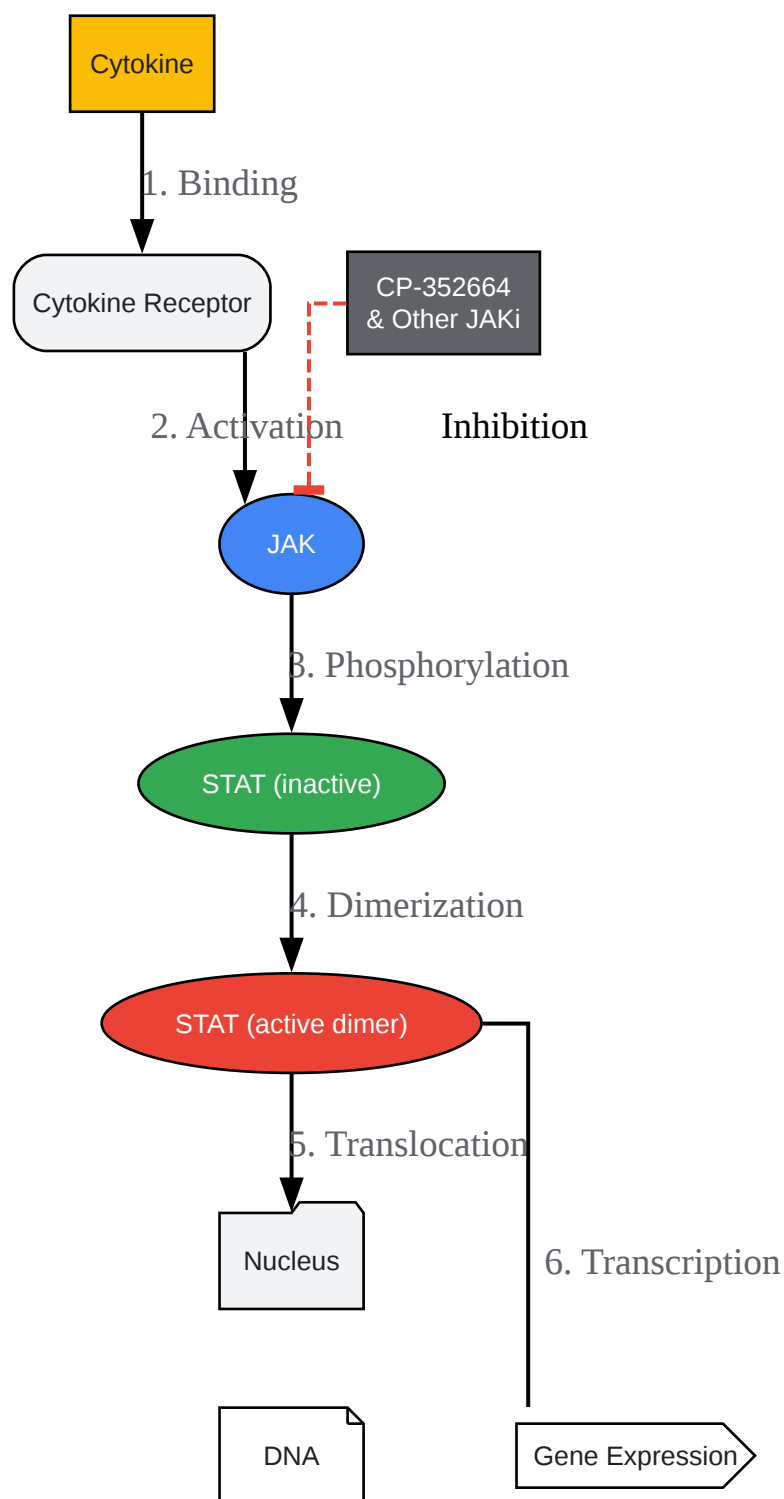 Cytokine
1. Binding
Cytokine Receptor
CP-352664
& Other JAKi
2. Activation
Inhibition
JAK
3. Phosphorylation
STAT (inactive)
4. Dimerization
STAT (active dimer)
5. Translocation
Nucleus
6. Transcription
DNA
Gene Expression